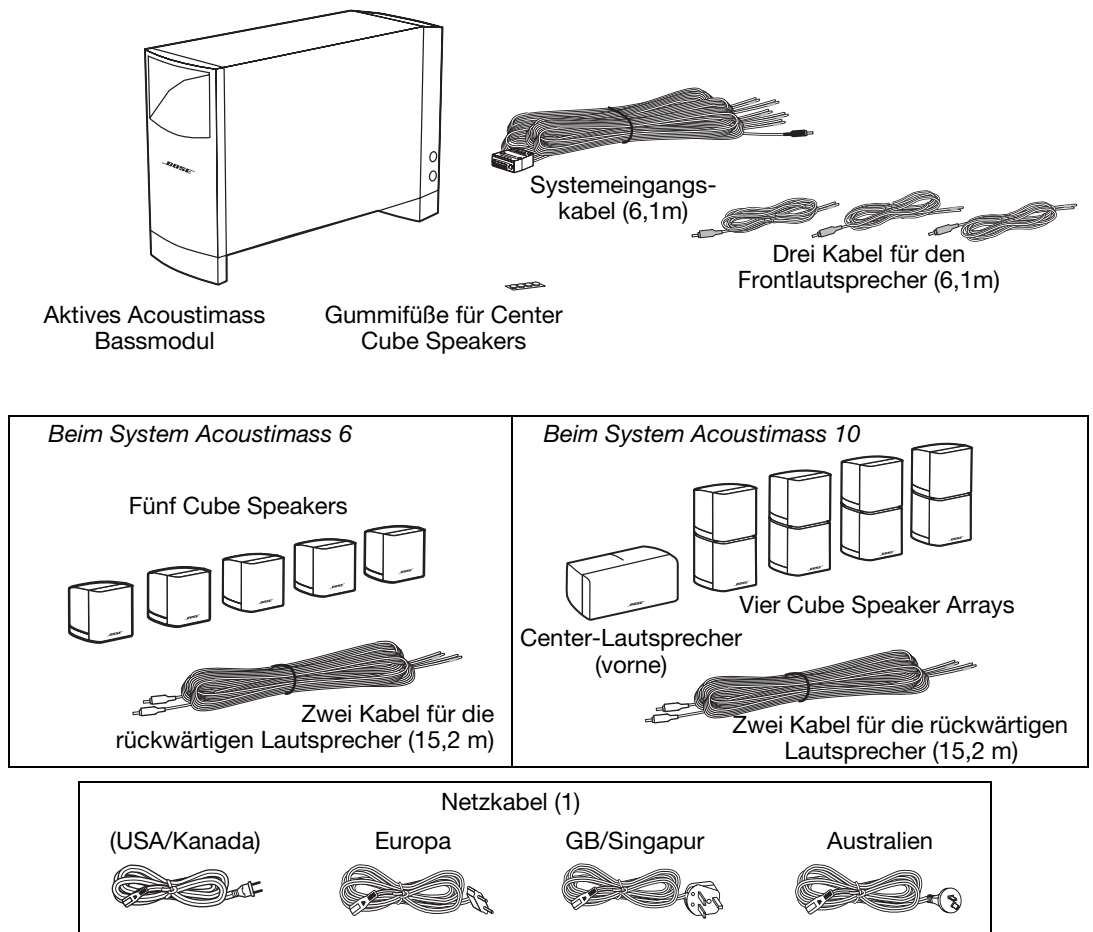 BOSE
Systemeingangs-
kabel (6,1m)
Drei Kabel für den
Frontlautsprecher (6,1m)
Aktives Acoustimass
Bassmodul
Gummifüße für Center
Cube Speakers
Beim System Acoustimass 6
Fünf Cube Speakers
Zwei Kabel für die
rückwärtigen Lautsprecher (15,2 m)
Beim System Acoustimass 10
Vier Cube Speaker Arrays
Center-Lautsprecher
(vorne)
Zwei Kabel für die rückwärtigen
Lautsprecher (15,2 m)
Netzkabel (1)
(USA/Kanada)
Europa
GB/Singapur
Australien